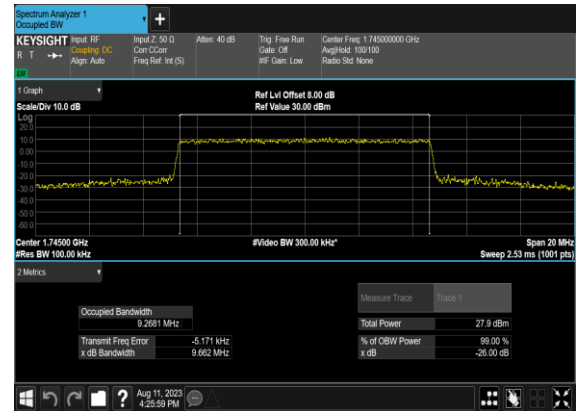 Spectrum Analyzer 1
Occupied BW
+
KEYSIGHT
R T
LXI
Input: RF
Coupling: DC
Align: Auto
Input Z: 50 Ω
Corr CCorr
Freq Ref: Int (S)
Atten: 40 dB
Trig: Free Run
Gate: Off
#IF Gain: Low
Center Freq: 1.745000000 GHz
Avg|Hold: 100/100
Radio Std: None
1 Graph
Scale/Div 10.0 dB
Ref Lvl Offset 8.00 dB
Ref Value 30.00 dBm
Log
20.0
10.0
0.00
-10.0
-20.0
-30.0
-40.0
-50.0
-60.0
Center 1.74500 GHz
#Res BW 100.00 kHz
#Video BW 300.00 kHz*
Span 20 MHz
Sweep 2.53 ms (1001 pts)
2 Metrics
Measure Trace Trace 1
Occupied Bandwidth
9.2681 MHz
Total Power 27.9 dBm
Transmit Freq Error -5.171 kHz
% of OBW Power 99.00 %
x dB Bandwidth 9.662 MHz
x dB -26.00 dB
?
Aug 11, 2023
4:25:59 PM